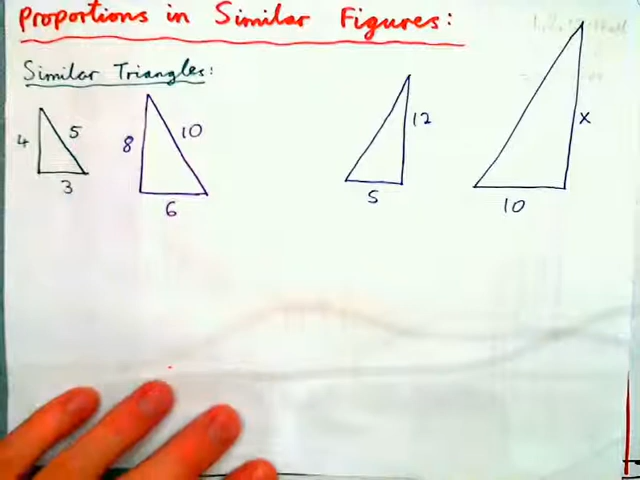 Proportions in Similar Figures:
Similar Triangles:
4 5 3
8 10 6
12 5
x 10